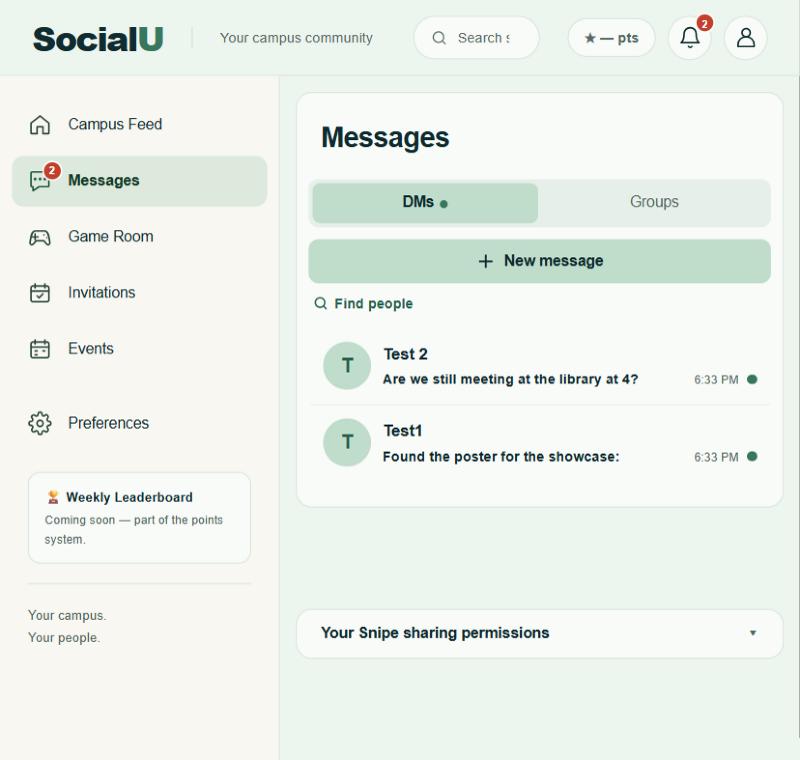 SocialU
Your campus community
Search s
★ — pts
2
Campus Feed
2
Messages
Game Room
Invitations
Events
Preferences
🏆 Weekly Leaderboard
Coming soon — part of the points
system.
Your campus.
Your people.
Messages
DMs
Groups
+ New message
Find people
T
Test 2
Are we still meeting at the library at 4?
6:33 PM
T
Test1
Found the poster for the showcase:
6:33 PM
Your Snipe sharing permissions
▼